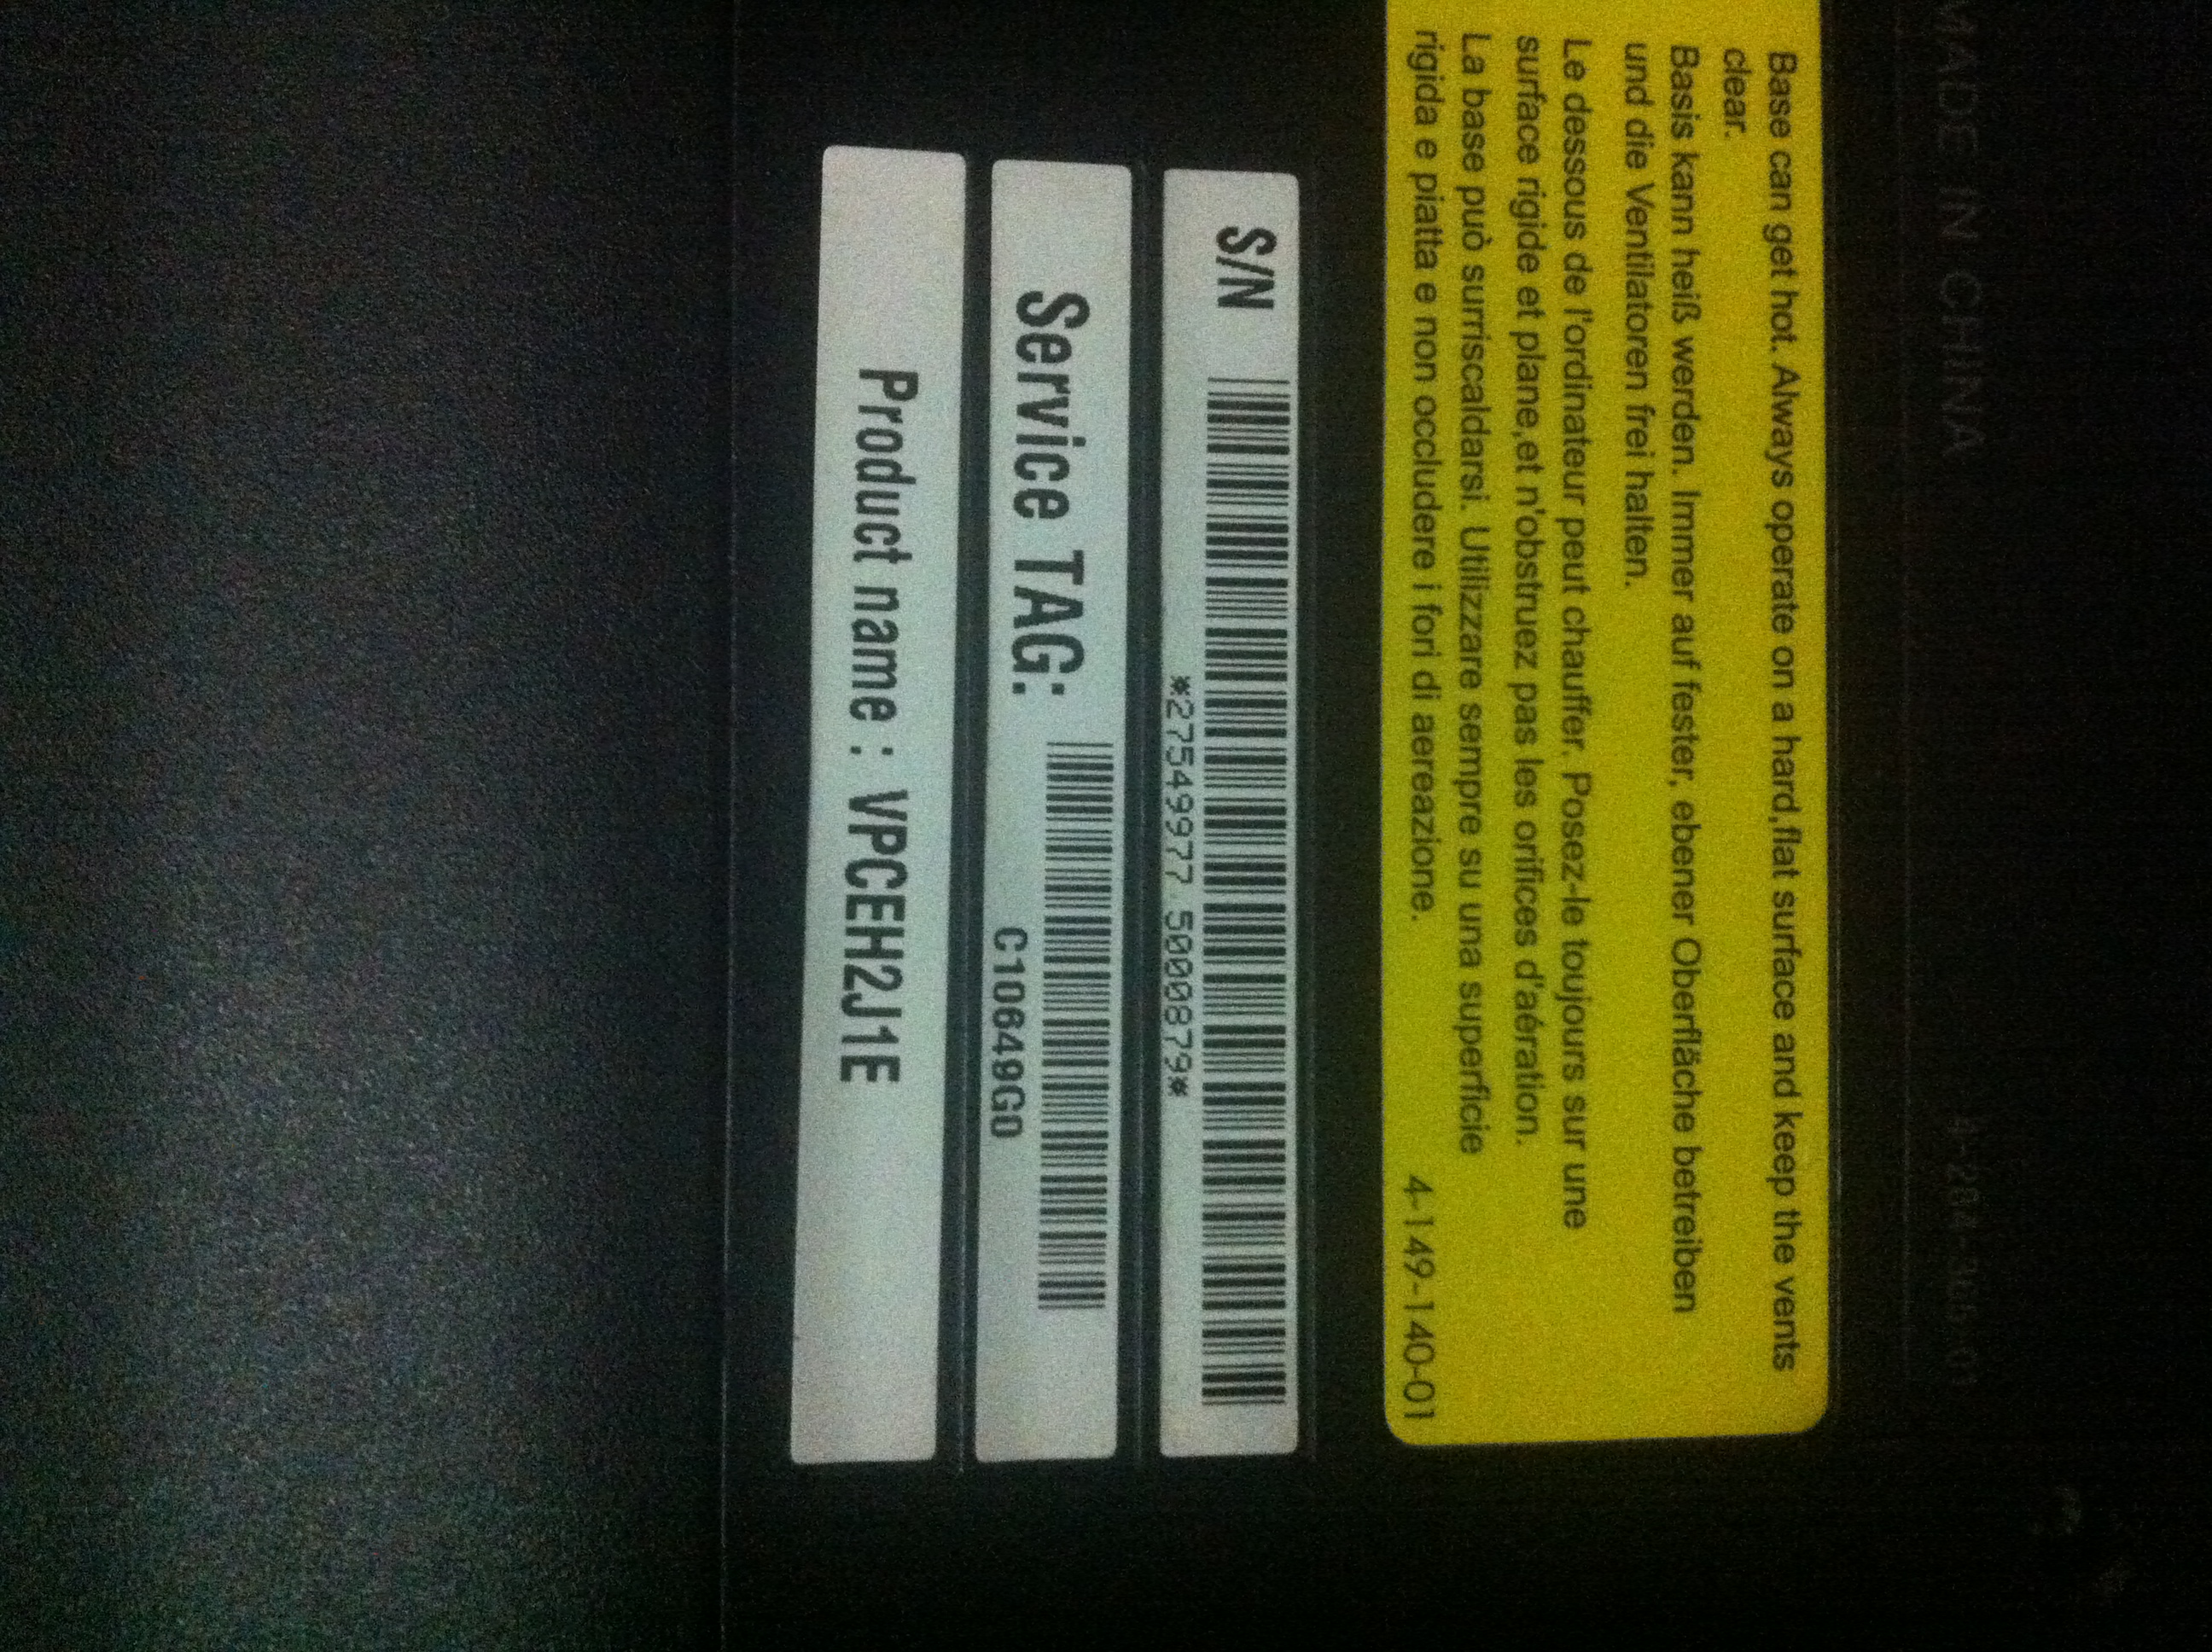 MADE IN CHINA
Base can get hot. Always operate on a hard,flat surface and keep the vents
clear.
Basis kann heiß werden. Immer auf fester, ebener Oberfläche betreiben
und die Ventilatoren frei halten.
Le dessous de l'ordinateur peut chauffer. Posez-le toujours sur une
surface rigide et plane,et n'obstruez pas les orifices d'aération.
La base può surriscaldarsi. Utilizzare sempre su una superficie
rigida e piatta e non occludere i fori di aereazione.
4-149-140-01
S/N
*27549977 5000879*
Service TAG:
C10649GD
Product name : VPCEH2J1E